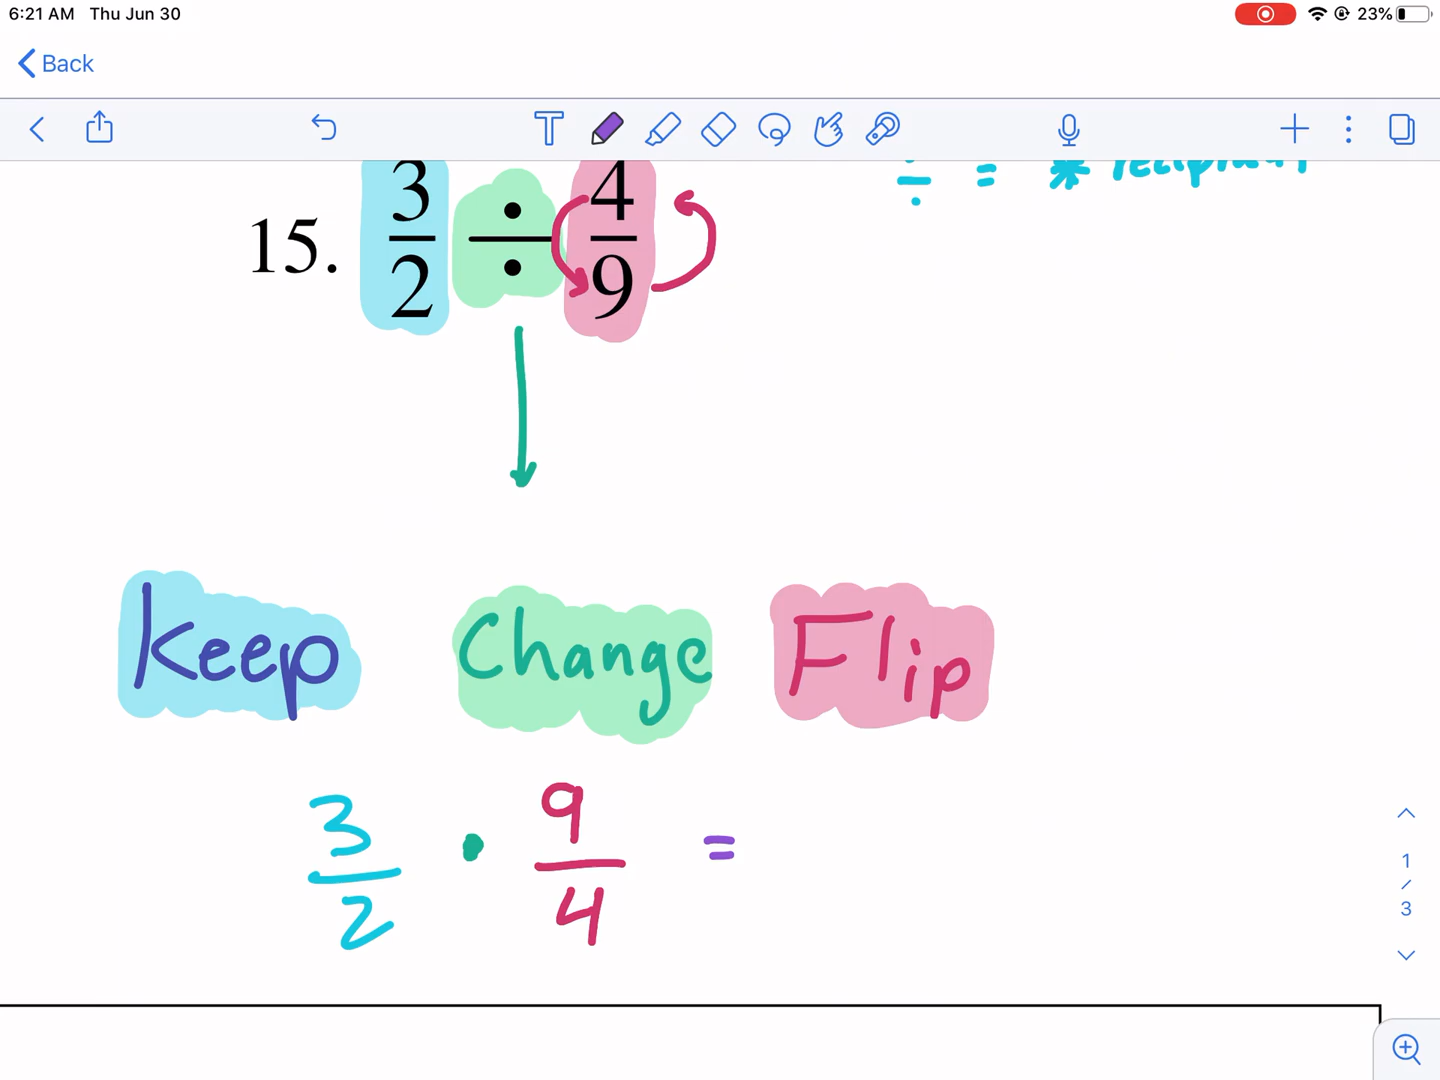 6:21 AM Thu Jun 30 23%
Back
÷ = *
15. 3/2 ÷ 4/9
Keep Change Flip
3/2 · 9/4 =
1
/
3